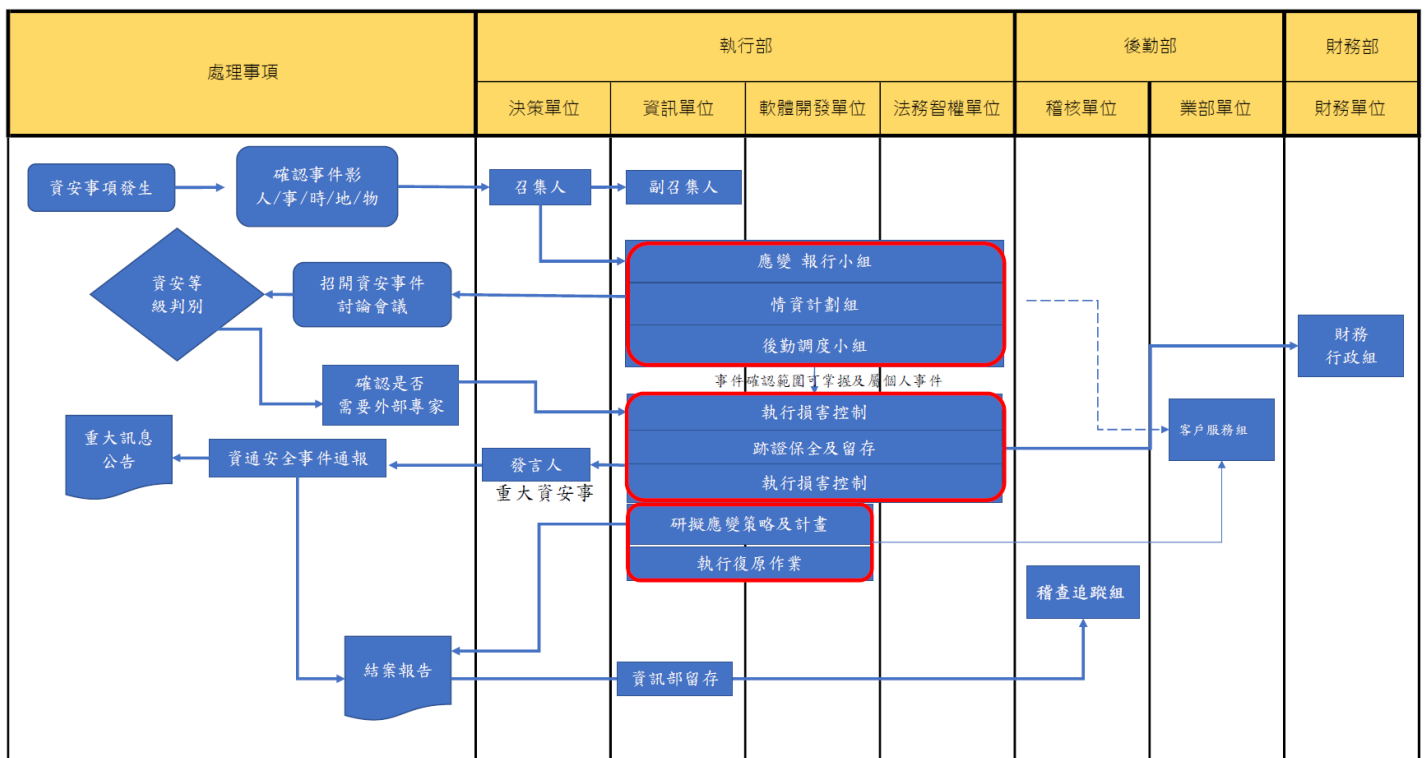 處理事項
執行部
後勤部
財務部
決策單位
資訊單位
軟體開發單位
法務智權單位
稽核單位
業部單位
財務單位
資安事項發生
確認事件影
人/事/時/地/物
召集人
副召集人
應變 報行小組
情資計劃組
後勤調度小組
招開資安事件
討論會議
資安等
級判別
財務
行政組
事件確認範圍可掌握及屬個人事件
確認是否
需要外部專家
執行損害控制
跡證保全及留存
執行損害控制
客戶服務組
重大訊息
公告
資通安全事件通報
發言人
重大資安事
研擬應變策略及計畫
執行復原作業
稽查追蹤組
結案報告
資訊部留存